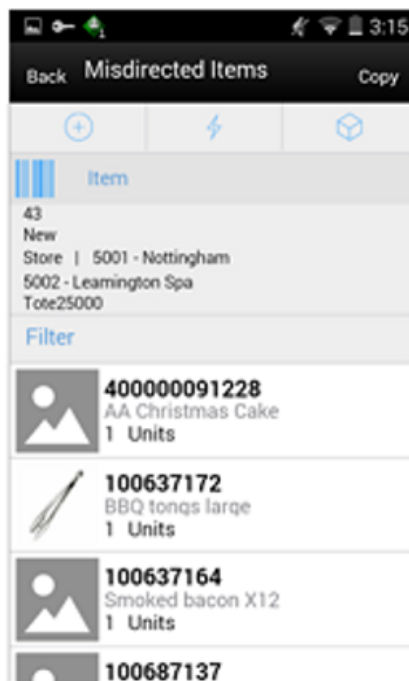 3:15
Back Misdirected Items Copy
Item
43
New
Store | 5001 - Nottingham
5002 - Leamington Spa
Tote25000
Filter
400000091228
AA Christmas Cake
1 Units
100637172
BBQ tongs large
1 Units
100637164
Smoked bacon X12
1 Units
100687137